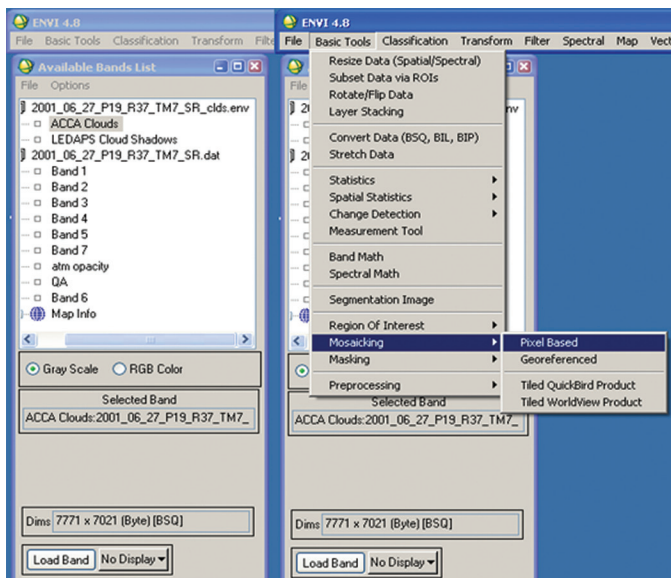 ENVI 4.8
File Basic Tools Classification Transform Filte
Available Bands List
File Options
2001_06_27_P19_R37_TM7_SR_clds.env
ACCA Clouds
LEDAPS Cloud Shadows
2001_06_27_P19_R37_TM7_SR.dat
Band 1
Band 2
Band 3
Band 4
Band 5
Band 7
atm opacity
QA
Band 6
Map Info
Gray Scale RGB Color
Selected Band
ACCA Clouds:2001_06_27_P19_R37_TM7_
Dims 7771 x 7021 (Byte) [BSQ]
Load Band No Display
ENVI 4.8
File Basic Tools Classification Transform Filter Spectral Map Vect
Resize Data (Spatial/Spectral)
Subset Data via ROIs
Rotate/Flip Data
Layer Stacking
Convert Data (BSQ, BIL, BIP)
Stretch Data
Statistics
Spatial Statistics
Change Detection
Measurement Tool
Band Math
Spectral Math
Segmentation Image
Region Of Interest
Mosaicking
Masking
Preprocessing
Pixel Based
Georeferenced
Tiled QuickBird Product
Tiled WorldView Product
File
20
Selected Band
ACCA Clouds:2001_06_27_P19_R37_TM7_
Dims 7771 x 7021 (Byte) [BSQ]
Load Band No Display